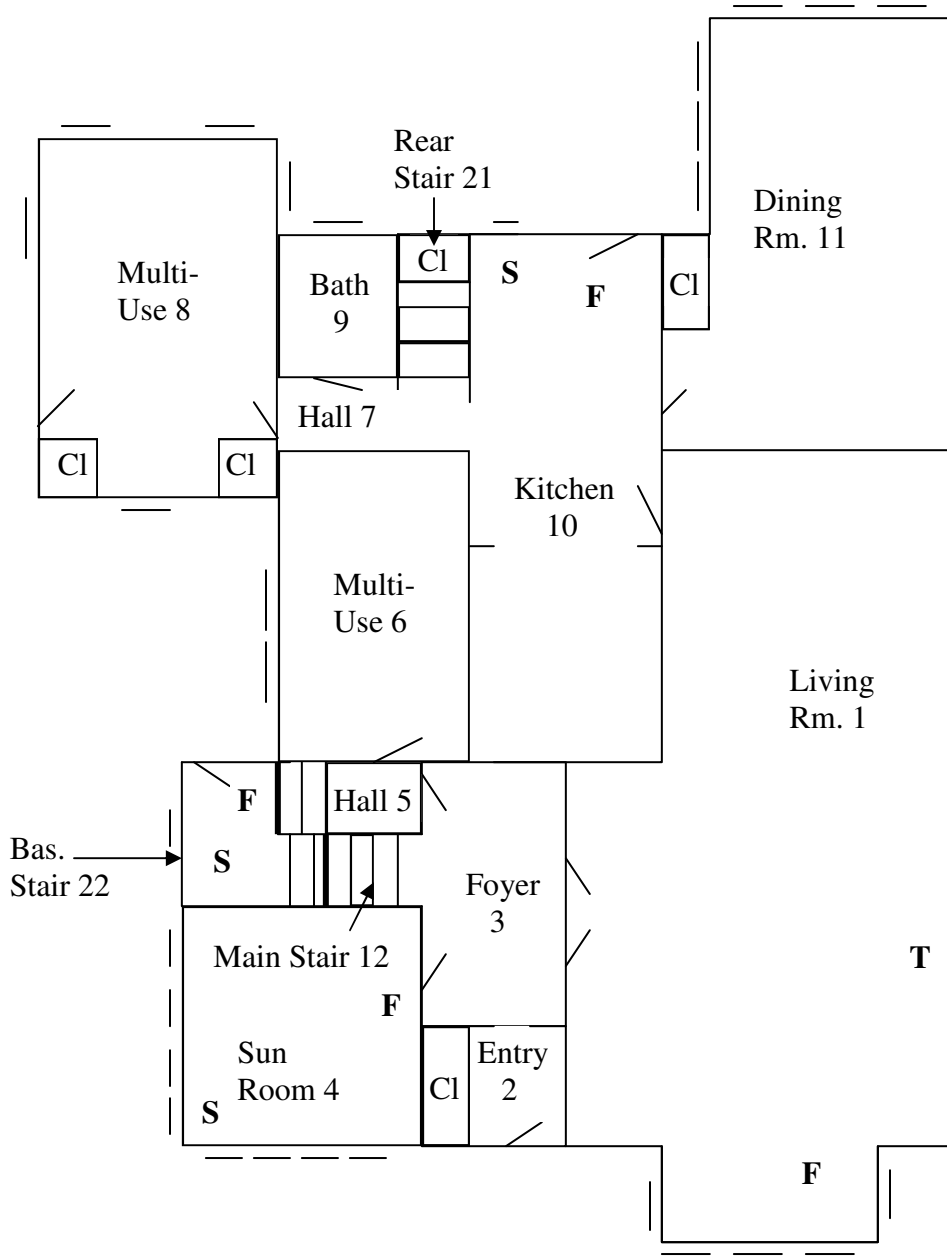 Rear
Stair 21
Dining
Rm. 11
Multi-
Use 8
Cl
Bath
9
S
F
Cl
Hall 7
Cl
Cl
Kitchen
10
Multi-
Use 6
Living
Rm. 1
F
Hall 5
Bas.
Stair 22
S
Foyer
3
Main Stair 12
T
F
Sun
Room 4
S
Cl
Entry
2
F